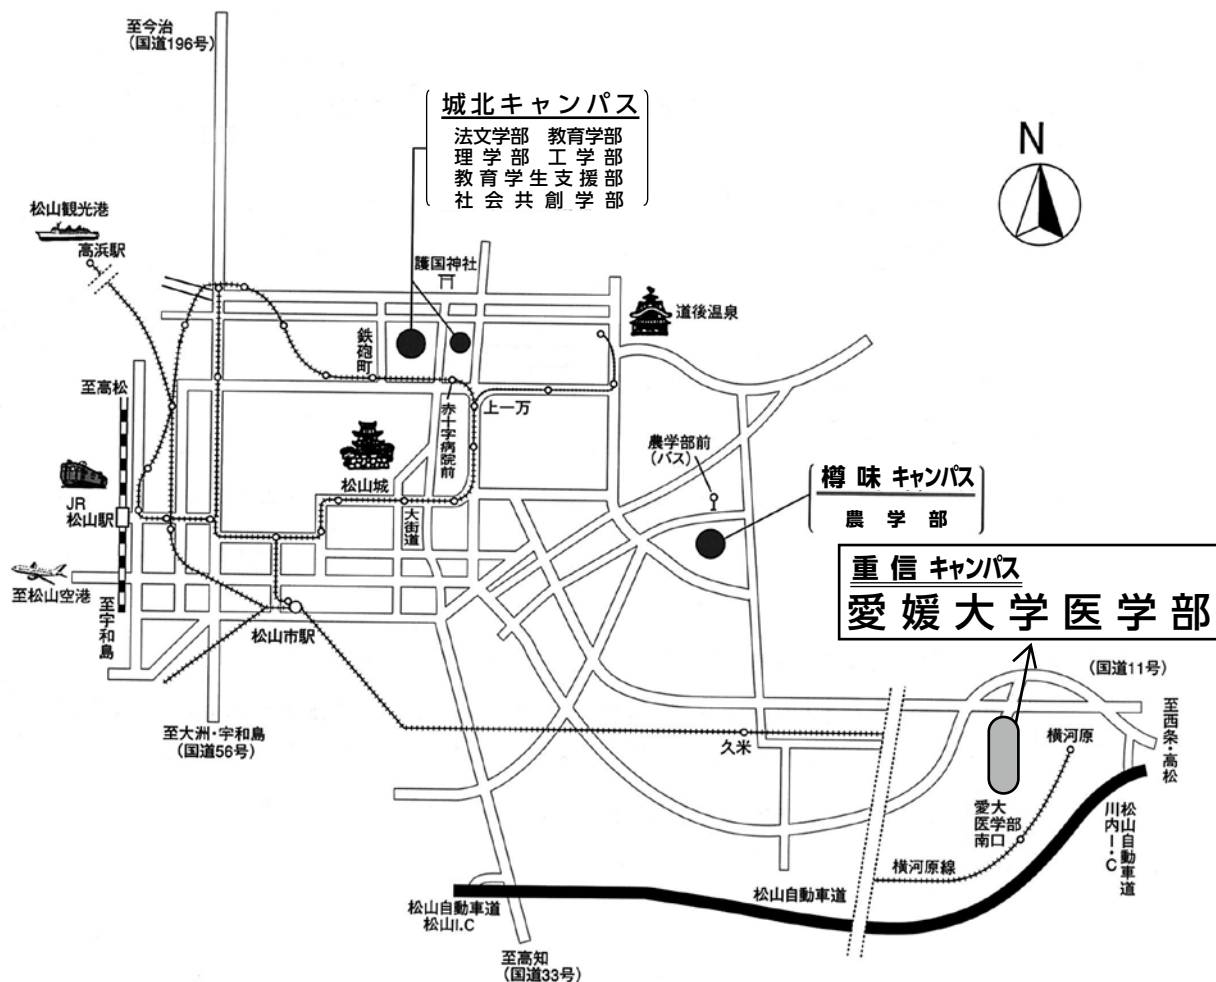 至今治
(国道196号)
城北キャンパス
法文学部 教育学部
理学部 工学部
教育学生支援部
社会共創学部
N
松山観光港
高浜駅
護国神社
道後温泉
鉄砲町
至高松
上一万
赤十字病院前
農学部前
(バス)
樽味 キャンパス
農学部
松山城
大街道
JR
松山駅
重信 キャンパス
愛媛大学医学部
至松山空港
至宇和島
松山市駅
(国道11号)
至西条・高松
至大洲・宇和島
(国道56号)
久米
横河原
愛大
医学部
南口
松山自動車道
川内I・C
横河原線
松山自動車道
松山自動車道
松山I.C
至高知
(国道33号)